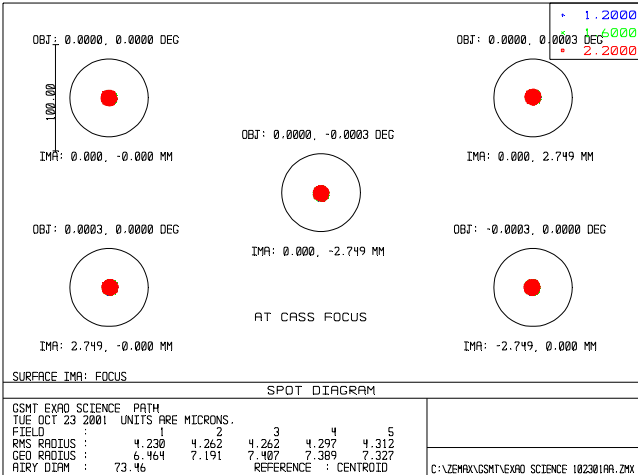 1.2000
1.6000
2.2000
OBJ: 0.0000, 0.0000 DEG
OBJ: 0.0000, 0.0003 DEG
100.00
IMA: 0.000, -0.000 MM
IMA: 0.000, 2.749 MM
OBJ: 0.0000, -0.0003 DEG
IMA: 0.000, -2.749 MM
OBJ: 0.0003, 0.0000 DEG
OBJ: -0.0003, 0.0000 DEG
IMA: 2.749, -0.000 MM
IMA: -2.749, 0.000 MM
AT CASS FOCUS
SURFACE IMA: FOCUS
SPOT DIAGRAM
GSMT EXAO SCIENCE PATH
TUE OCT 23 2001 UNITS ARE MICRONS.
FIELD : 1 2 3 4 5
RMS RADIUS : 4.230 4.262 4.262 4.297 4.312
GEO RADIUS : 6.464 7.191 7.407 7.389 7.327
AIRY DIAM : 73.46 REFERENCE : CENTROID
C:\ZEMAX\GSMT\EXAO SCIENCE 102301AA.ZMX